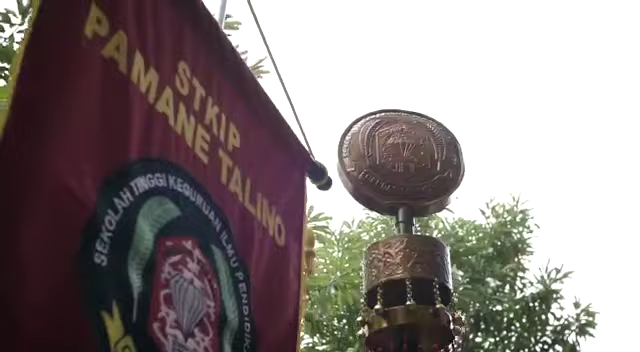 STKIP
PAMANE TALINO
SEKOLAH TINGGI KEGURUAN ILMU PENDIDIK